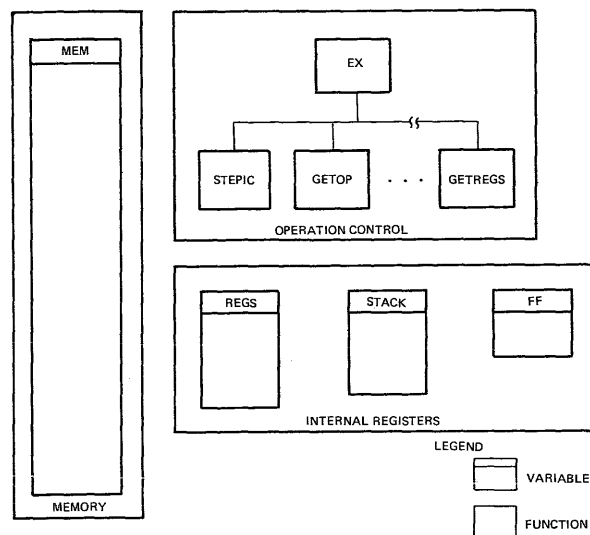 MEM
MEMORY
EX
STEPIC
GETOP
. . .
GETREGS
OPERATION CONTROL
REGS
STACK
FF
INTERNAL REGISTERS
LEGEND
VARIABLE
FUNCTION